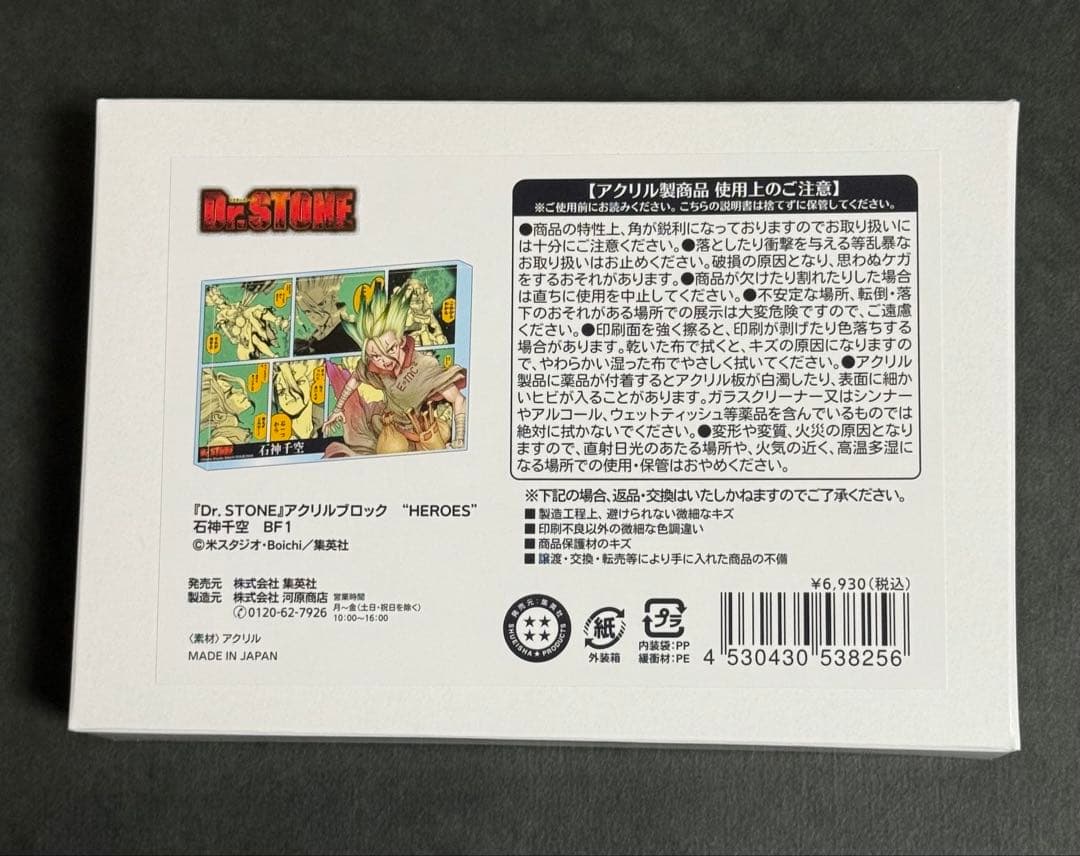 Dr.STONE
石神千空
Dr.STONE
E=mc²
『Dr. STONE』アクリルブロック “HEROES”
石神千空 BF1
©米スタジオ・Boichi／集英社
発売元 株式会社 集英社
製造元 株式会社 河原商店
0120-62-7926
営業時間
月～金（土日・祝日を除く）
10:00～16:00
〈素材〉アクリル
MADE IN JAPAN
【アクリル製商品 使用上のご注意】
※ご使用前にお読みください。こちらの説明書は捨てずに保管してください。
●商品の特性上、角が鋭利になっておりますのでお取り扱いに
は十分にご注意ください。●落としたり衝撃を与える等乱暴な
お取り扱いはお止めください。破損の原因となり、思わぬケガ
をするおそれがあります。●商品が欠けたり割れたりした場合
は直ちに使用を中止してください。●不安定な場所、転倒・落
下のおそれがある場所での展示は大変危険ですので、ご遠慮
ください。●印刷面を強く擦ると、印刷が剥げたり色落ちする
場合があります。乾いた布で拭くと、キズの原因になりますの
で、やわらかい湿った布でやさしく拭いてください。●アクリル
製品に薬品が付着するとアクリル板が白濁したり、表面に細か
いヒビが入ることがあります。ガラスクリーナー又はシンナー
やアルコール、ウェットティッシュ等薬品を含んでいるものでは
絶対に拭かないでください。●変形や変質、火災の原因となり
ますので、直射日光のあたる場所や、火気の近く、高温多湿に
なる場所での使用・保管はおやめください。
※下記の場合、返品・交換はいたしかねますのでご了承ください。
■製造工程上、避けられない微細なキズ
■印刷不良以外の微細な色調違い
■商品保護材のキズ
■譲渡・交換・転売等により手に入れた商品の不備
¥6,930（税込）
発売元：集英社
SHUEISHA★PRODUCTS
紙
外装箱
プラ
内装袋：PP
緩衝材：PE
4 530430 538256